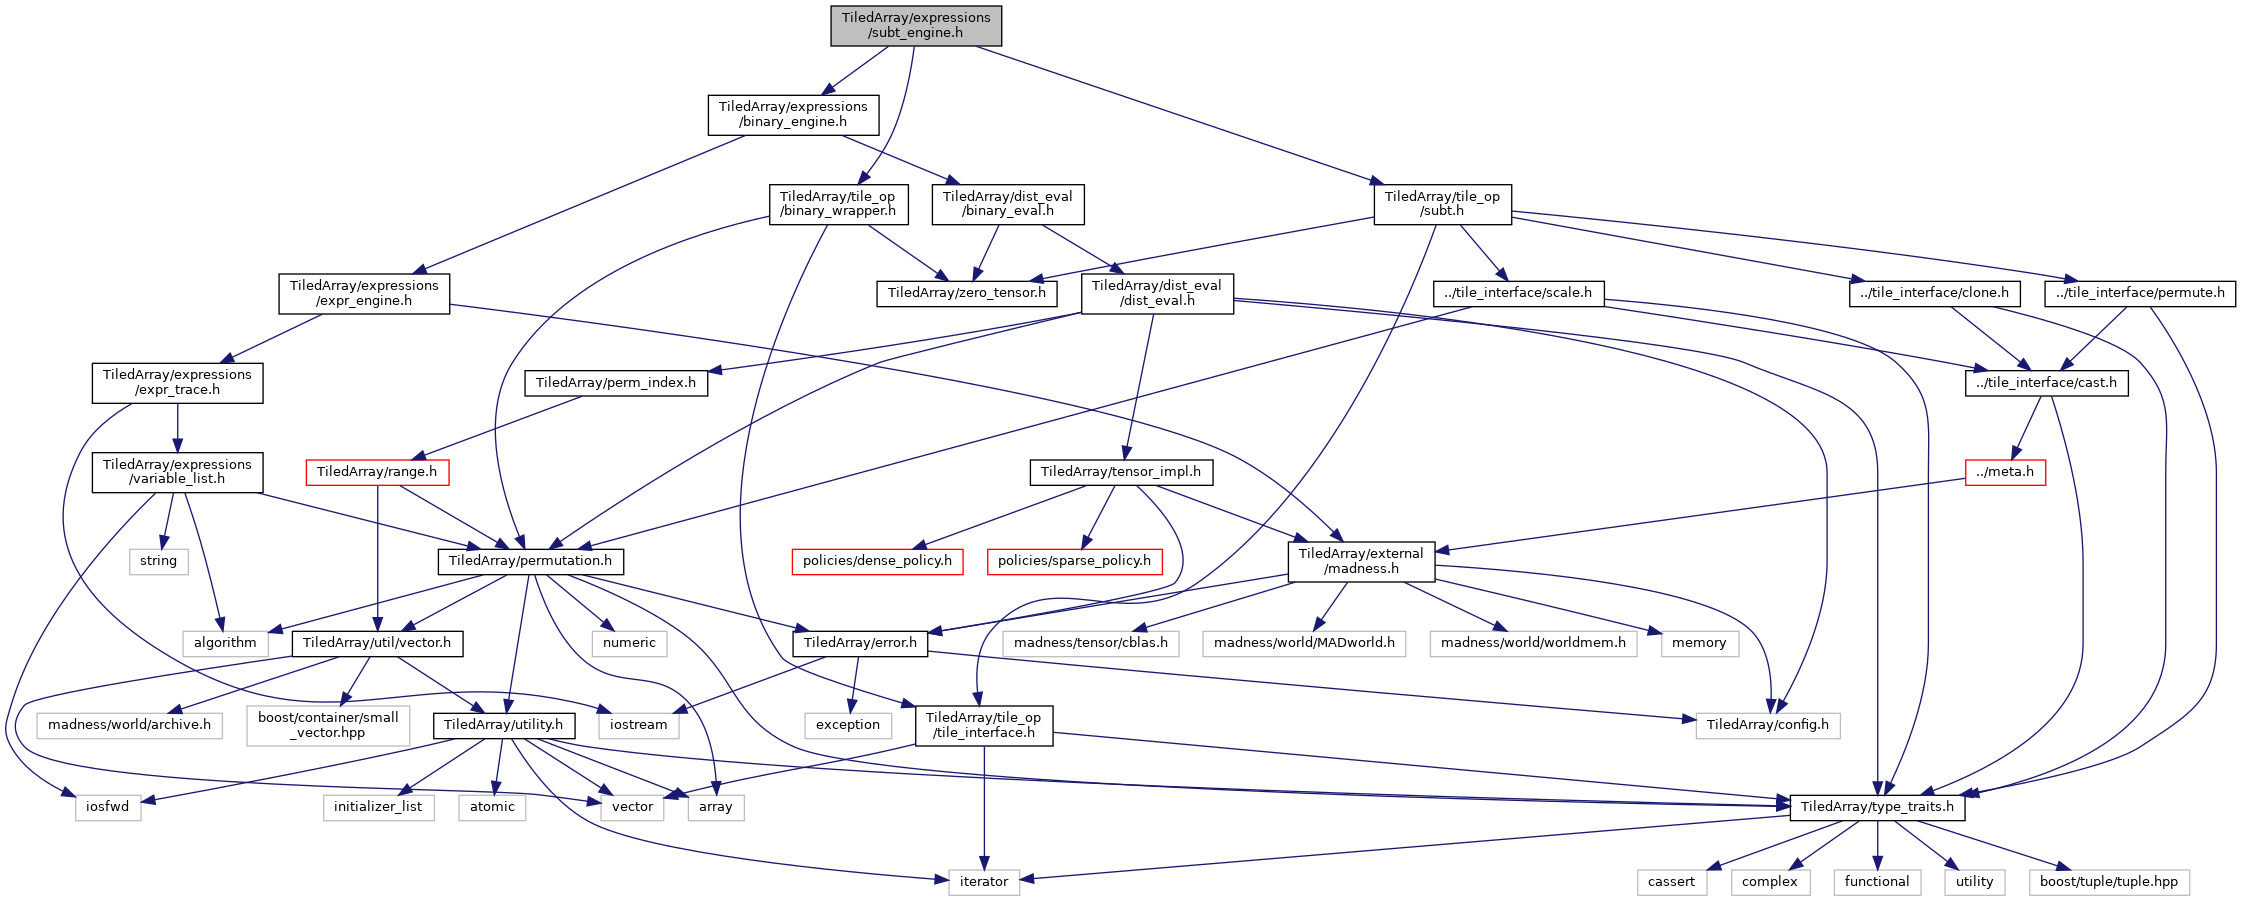 TiledArray/expressions
/subt_engine.h
TiledArray/expressions
/binary_engine.h
TiledArray/tile_op
/binary_wrapper.h
TiledArray/dist_eval
/binary_eval.h
TiledArray/tile_op
/subt.h
TiledArray/expressions
/expr_engine.h
TiledArray/zero_tensor.h
TiledArray/dist_eval
/dist_eval.h
../tile_interface/scale.h
../tile_interface/clone.h
../tile_interface/permute.h
TiledArray/expressions
/expr_trace.h
TiledArray/perm_index.h
../tile_interface/cast.h
TiledArray/expressions
/variable_list.h
TiledArray/range.h
TiledArray/tensor_impl.h
../meta.h
string
TiledArray/permutation.h
policies/dense_policy.h
policies/sparse_policy.h
TiledArray/external
/madness.h
algorithm
TiledArray/util/vector.h
numeric
TiledArray/error.h
madness/tensor/cblas.h
madness/world/MADworld.h
madness/world/worldmem.h
memory
madness/world/archive.h
boost/container/small
_vector.hpp
TiledArray/utility.h
iostream
exception
TiledArray/tile_op
/tile_interface.h
TiledArray/config.h
iosfwd
initializer_list
atomic
vector
array
TiledArray/type_traits.h
iterator
cassert
complex
functional
utility
boost/tuple/tuple.hpp